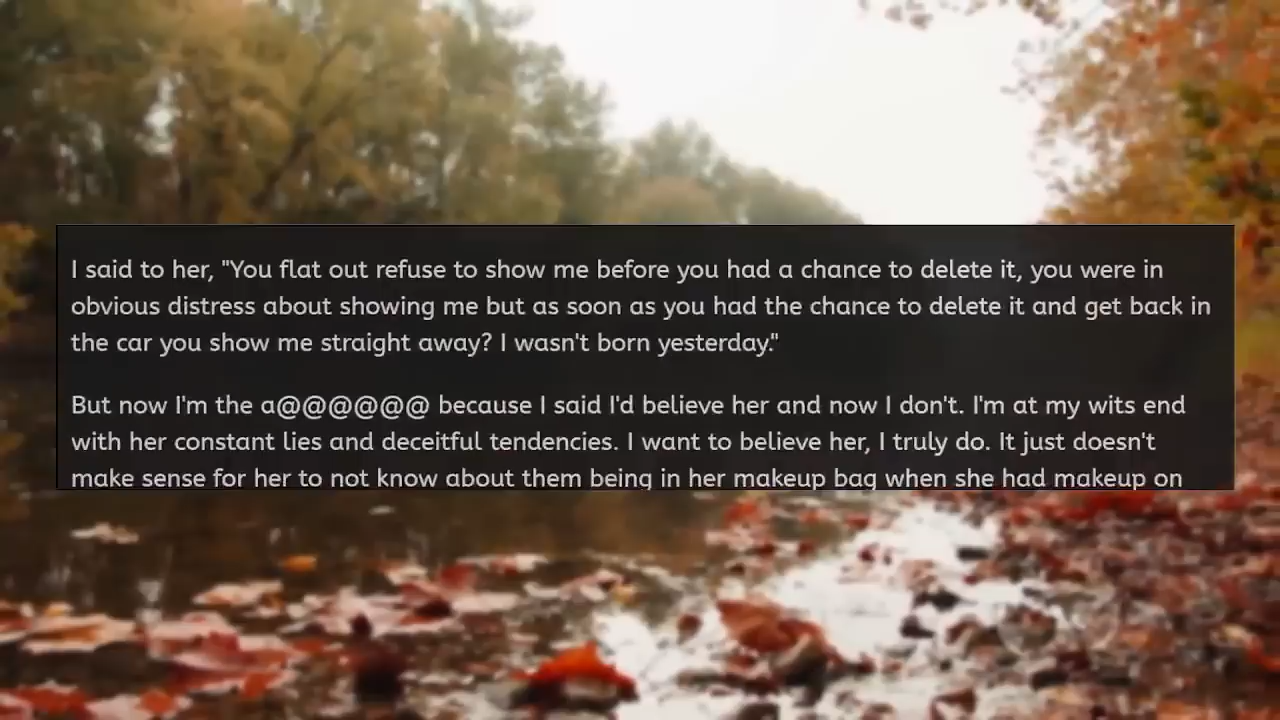 I said to her, "You flat out refuse to show me before you had a chance to delete it, you were in
obvious distress about showing me but as soon as you had the chance to delete it and get back in
the car you show me straight away? I wasn't born yesterday."
But now I'm the a@@@@@@ because I said I'd believe her and now I don't. I'm at my wits end
with her constant lies and deceitful tendencies. I want to believe her, I truly do. It just doesn't
make sense for her to not know about them being in her makeup bag when she had makeup on